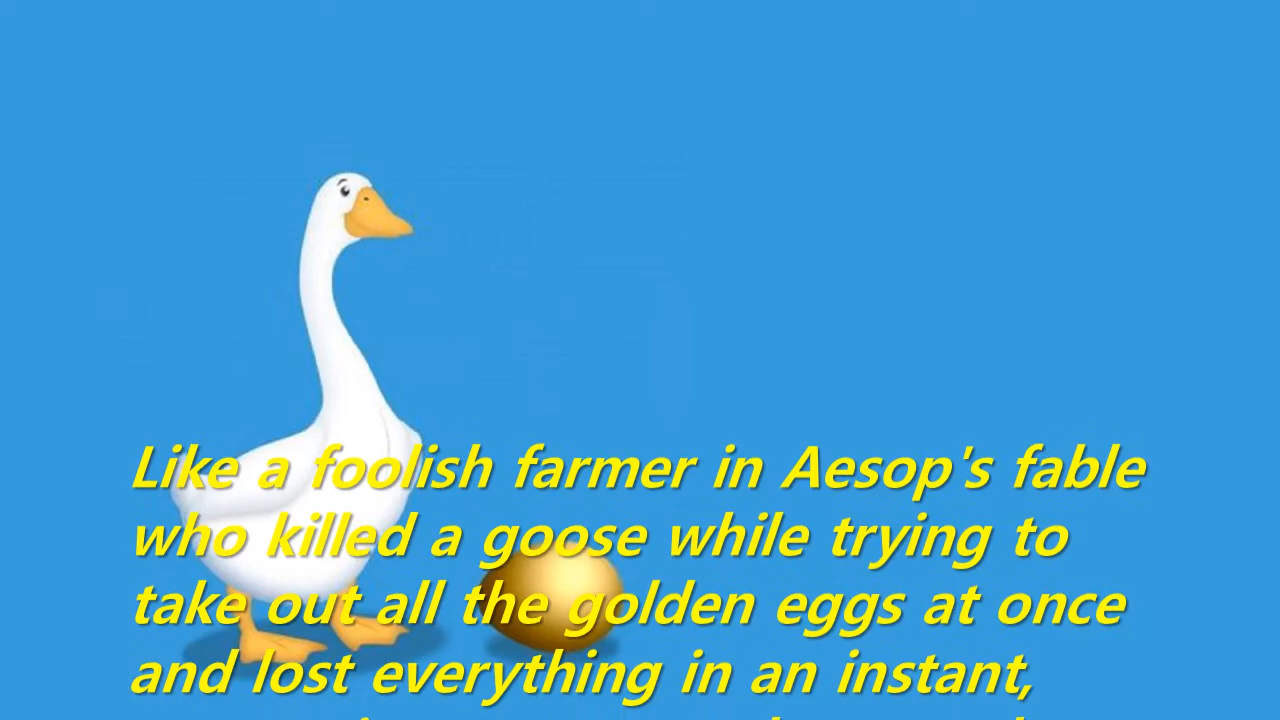 Like a foolish farmer in Aesop's fable
who killed a goose while trying to
take out all the golden eggs at once
and lost everything in an instant,